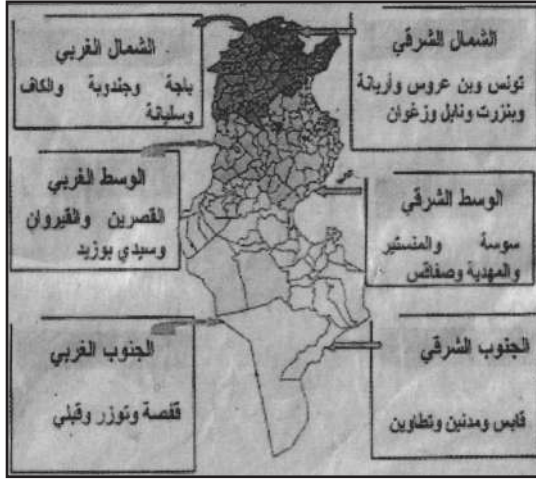 الشمال الشرقي
تونس وبن عروس وأريانة
وبنزرت ونابل وزغوان
الشمال الغربي
باجة وجندوبة والكاف
وسليانة
الوسط الشرقي
سوسة والمنستير
والمهدية وصفاقس
الوسط الغربي
القصرين والقيروان
وسيدي بوزيد
الجنوب الشرقي
قابس ومدنين وتطاوين
الجنوب الغربي
قفصة وتوزر وقبلي